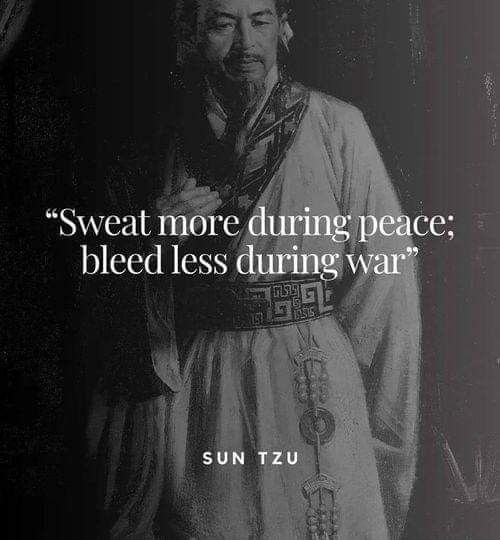 “Sweat more during peace;
bleed less during war”
SUN TZU